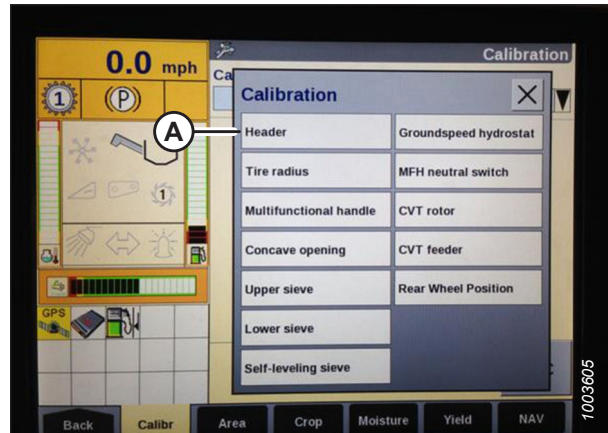 0.0 mph
Calibration
Ca
1
(P)
A
Calibration
X
Header
Groundspeed hydrostat
Tire radius
MFH neutral switch
1
Multifunctional handle
CVT rotor
Concave opening
CVT feeder
Upper sieve
Rear Wheel Position
GPS
Lower sieve
Self-leveling sieve
Back
Calibr
Area
Crop
Moisture
Yield
NAV
1003605